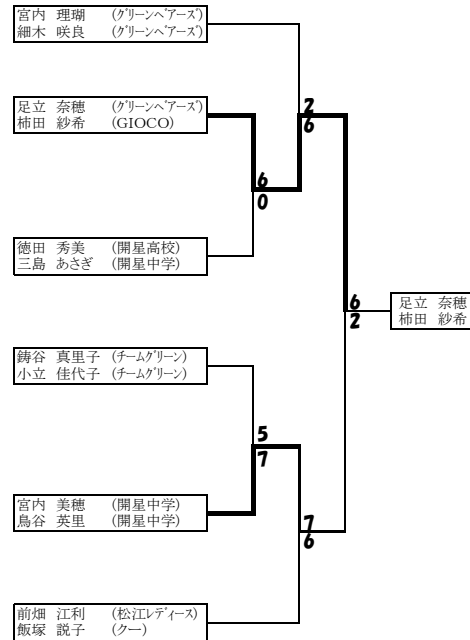 宮内 理瑚 (グリーンヘアーズ)
細木 咲良 (グリーンヘアーズ)
足立 奈穂 (グリーンヘアーズ)
柿田 紗希 (GIOCO)
2
6
6
0
徳田 秀美 (開星高校)
三島 あさぎ (開星中学)
6
2
足立 奈穂
柿田 紗希
鋳谷 真里子 (チームグリーン)
小立 佳代子 (チームグリーン)
5
7
宮内 美穂 (開星中学)
鳥谷 英里 (開星中学)
7
6
前畑 江利 (松江レディース)
飯塚 説子 (クー)